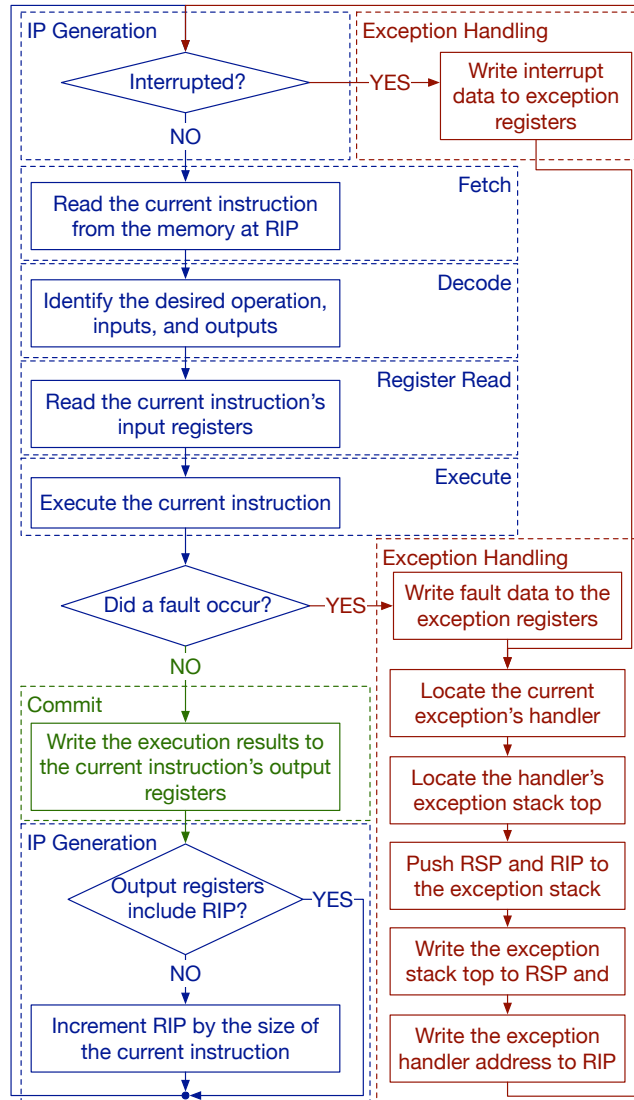 IP Generation
Interrupted?
YES
NO
Exception Handling
Write interrupt
data to exception
registers
Fetch
Read the current instruction
from the memory at RIP
Decode
Identify the desired operation,
inputs, and outputs
Register Read
Read the current instruction's
input registers
Execute
Execute the current instruction
Did a fault occur?
YES
NO
Exception Handling
Write fault data to the
exception registers
Locate the current
exception's handler
Locate the handler's
exception stack top
Push RSP and RIP to
the exception stack
Write the exception
stack top to RSP and
Write the exception
handler address to RIP
Commit
Write the execution results to
the current instruction's output
registers
IP Generation
Output registers
include RIP?
YES
NO
Increment RIP by the size of
the current instruction